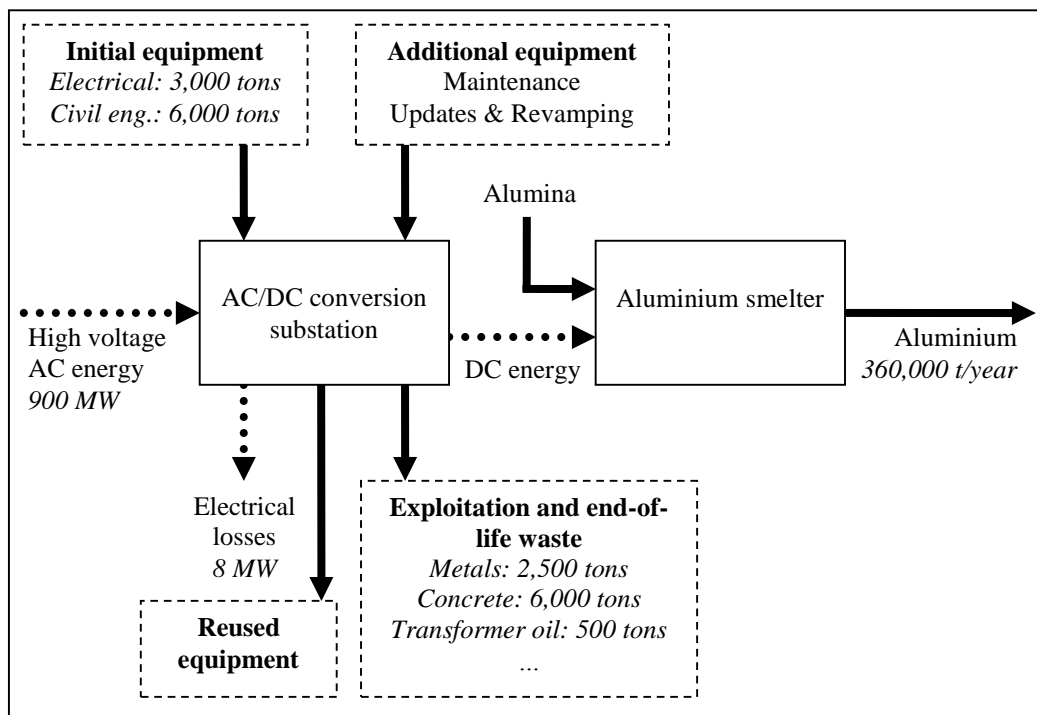 Initial equipment
Electrical: 3,000 tons
Civil eng.: 6,000 tons
Additional equipment
Maintenance
Updates & Revamping
Alumina
AC/DC conversion
substation
Aluminium smelter
High voltage
AC energy
900 MW
DC energy
Aluminium
360,000 t/year
Electrical
losses
8 MW
Reused
equipment
Exploitation and end-of-
life waste
Metals: 2,500 tons
Concrete: 6,000 tons
Transformer oil: 500 tons
...